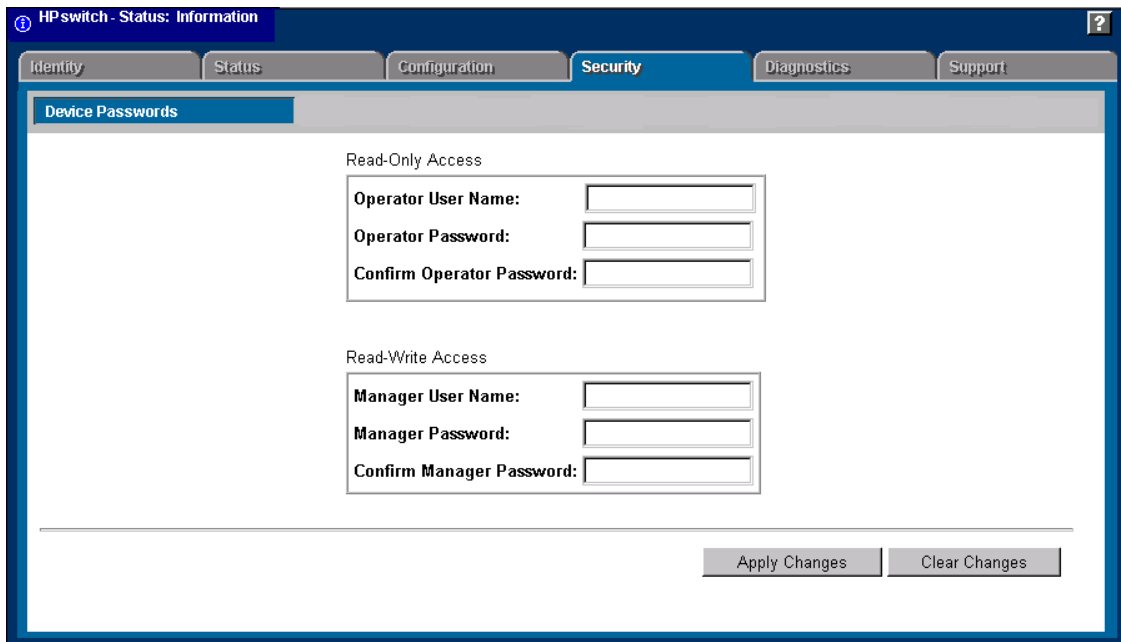 HPswitch - Status: Information
?
Identity Status Configuration Security Diagnostics Support
Device Passwords
Read-Only Access
Operator User Name:
Operator Password:
Confirm Operator Password:
Read-Write Access
Manager User Name:
Manager Password:
Confirm Manager Password:
Apply Changes Clear Changes